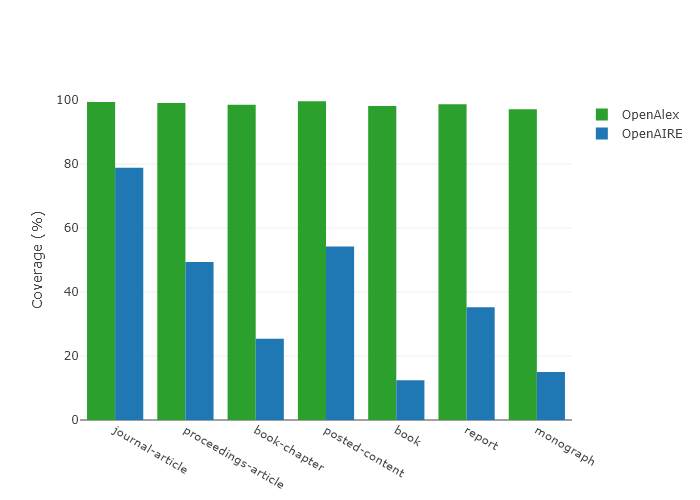 100
80
60
40
20
0
Coverage (%)
journal-article
proceedings-article
book-chapter
posted-content
book
report
monograph
OpenAlex
OpenAIRE